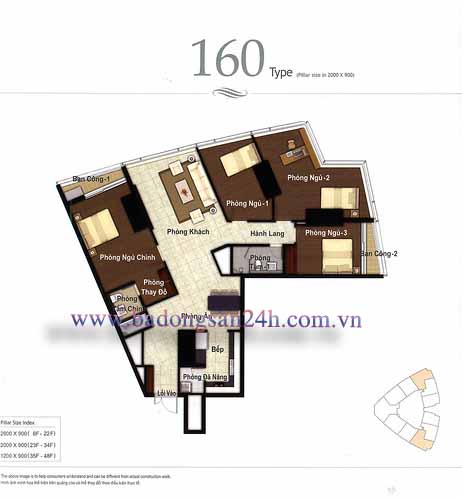 160 Type (Pillar size in 2000 X 900)
Ban Công-1
Phòng Ngủ-2
Phòng Ngủ-1
Phòng Khách
Hành Lang
Phòng Ngủ-3
Phòng Ngủ Chính
Ban Công-2
Phòng
Tắm -1
Phòng
Thay Đồ
Phòng
Tắm Chính
www.batdongsan24h.com.vn
Phòng Ăn
Bếp
Phòng Đa Năng
Lối Vào
Pillar Size Index
2600 X 900( 6F - 22F)
2000 X 900(23F - 34F)
1200 X 900(35F - 48F)
The above image is to help consumers understand and can be different from actual construction work.